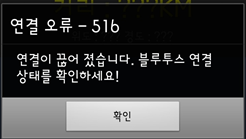 연결 오류 – 516
연결이 끊어 졌습니다. 블루투스 연결
상태를 확인하세요!
확인